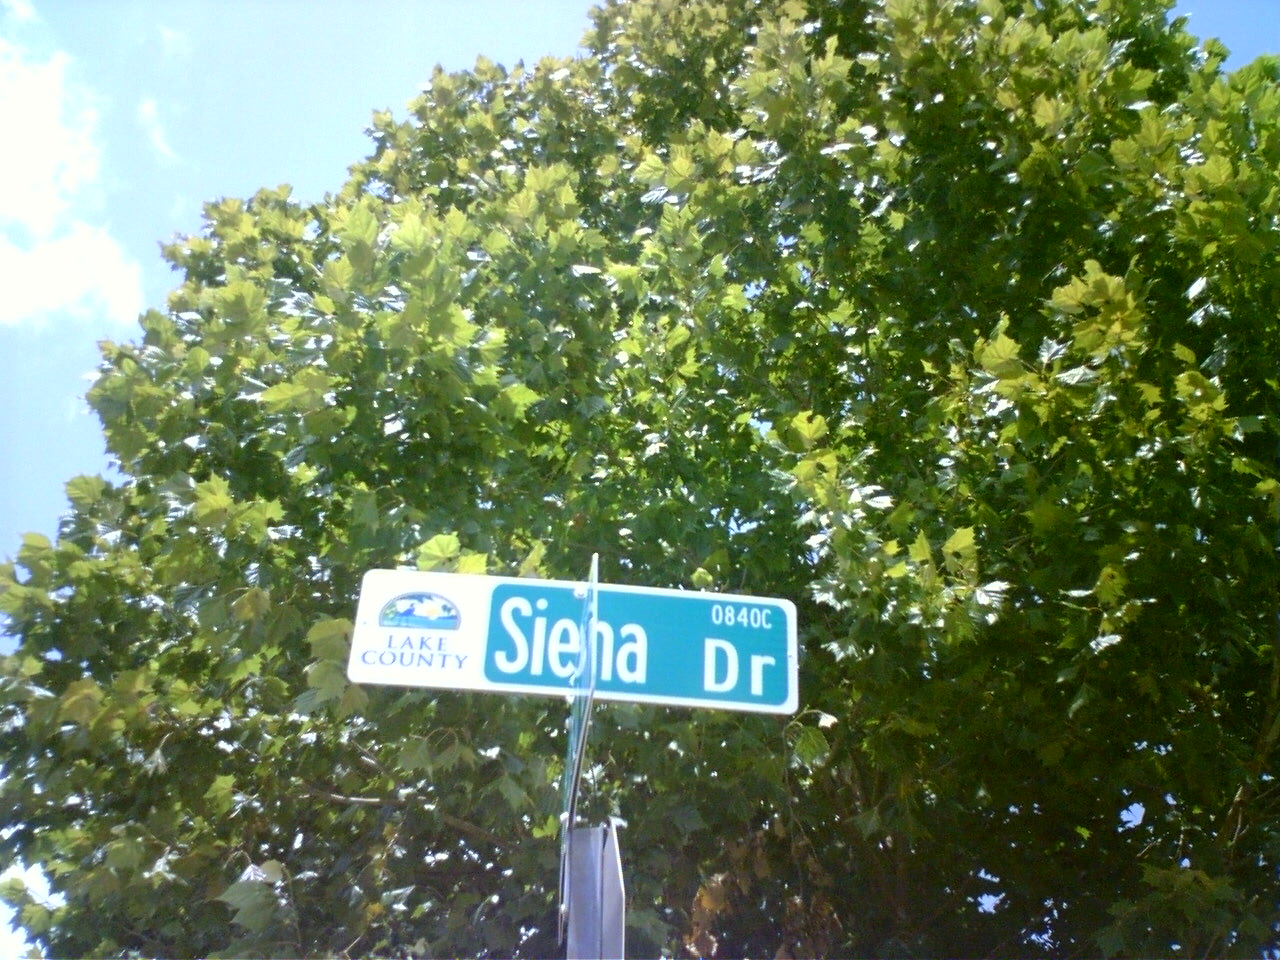 LAKE
COUNTY
Siena Dr
0840C